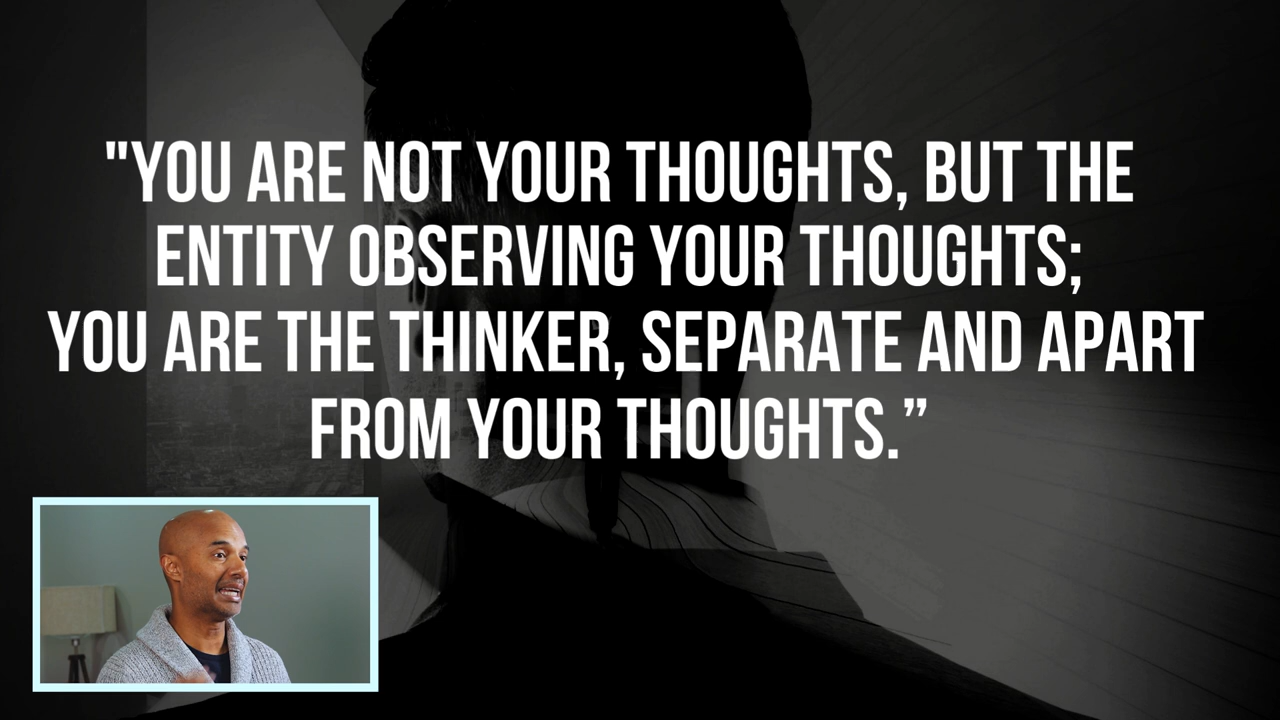 "YOU ARE NOT YOUR THOUGHTS, BUT THE
ENTITY OBSERVING YOUR THOUGHTS;
YOU ARE THE THINKER, SEPARATE AND APART
FROM YOUR THOUGHTS.”